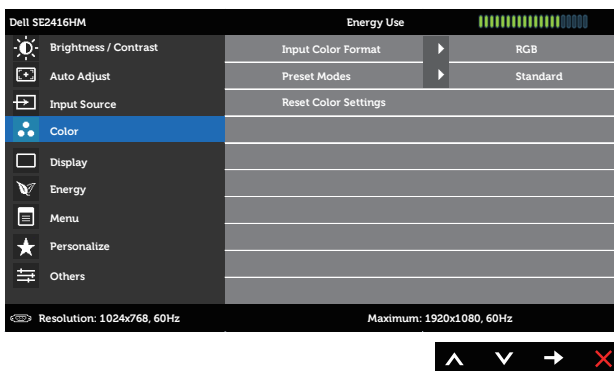 Dell SE2416HM Energy Use
Brightness / Contrast
Auto Adjust
Input Source
Color
Display
Energy
Menu
Personalize
Others
Input Color Format RGB
Preset Modes Standard
Reset Color Settings
Resolution: 1024x768, 60Hz Maximum: 1920x1080, 60Hz